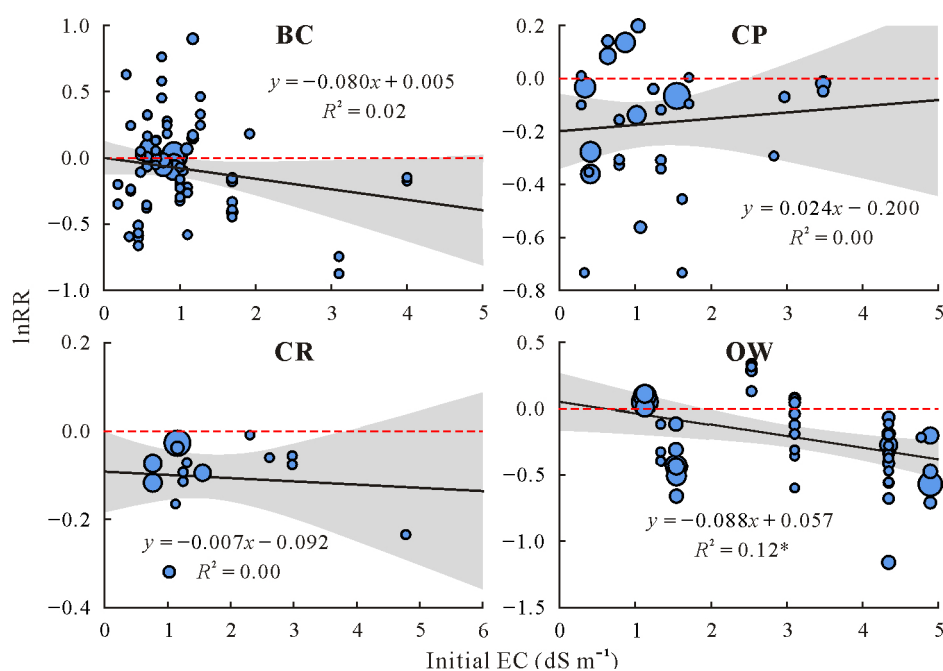 BC
y = −0.080x + 0.005
R² = 0.02
1.0
0.5
0.0
−0.5
−1.0
0 1 2 3 4 5
CP
y = 0.024x − 0.200
R² = 0.00
0.2
0.0
−0.2
−0.4
−0.6
−0.8
0 1 2 3 4 5
lnRR
CR
y = −0.007x − 0.092
R² = 0.00
0.2
0.0
−0.2
−0.4
0 1 2 3 4 5 6
OW
y = −0.088x + 0.057
R² = 0.12*
0.5
0.0
−0.5
−1.0
−1.5
0 1 2 3 4 5
Initial EC (dS m⁻¹)